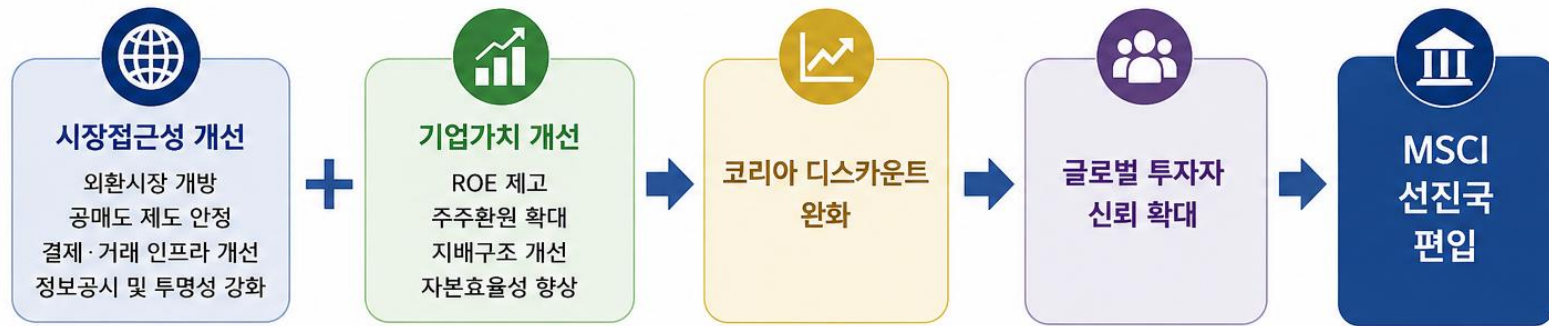 시장접근성 개선
외환시장 개방
공매도 제도 안정
결제·거래 인프라 개선
정보공시 및 투명성 강화
기업가치 개선
ROE 제고
주주환원 확대
지배구조 개선
자본효율성 향상
코리아 디스카운트
완화
글로벌 투자자
신뢰 확대
MSCI
선진국
편입